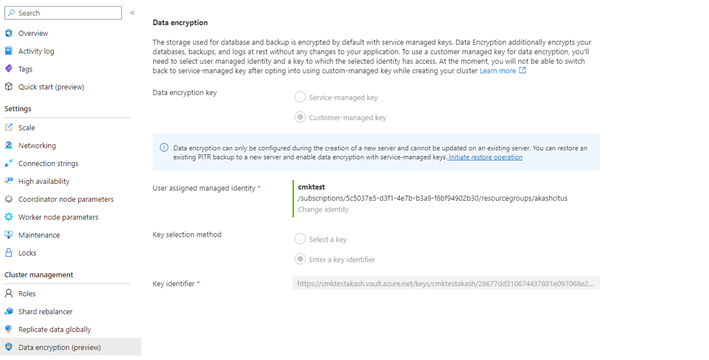 Search
«
Overview
Activity log
Tags
Quick start (preview)
Settings
Scale
Networking
Connection strings
High availability
Coordinator node parameters
Worker node parameters
Maintenance
Locks
Cluster management
Roles
Shard rebalancer
Replicate data globally
Data encryption (preview)
Data encryption
The storage used for database and backup is encrypted by default with service managed keys. Data Encryption additionally encrypts your
databases, backups, and logs at rest without any changes to your application. To use a customer managed key for data encryption, you'll
need to select user managed identity and a key to which the selected identity has access. At the moment, you will not be able to switch
back to service-managed key after opting into using custom-managed key while creating your cluster Learn more
Data encryption key
Service-managed key
Customer-managed key
Data encryption can only be configured during the creation of a new server and cannot be updated on an existing server. You can restore an
existing PITR backup to a new server and enable data encryption with service-managed keys. Initiate restore operation
User assigned managed identity *
cmktest
/subscriptions/5c5037e5-d3f1-4e7b-b3a9-f6bf94902b30/resourcegroups/akashcitus
Change identity
Key selection method
Select a key
Enter a key identifier
Key identifier *
https://cmktestakash.vault.azure.net/keys/cmktestakash/28677dd310674437881e097068e2...